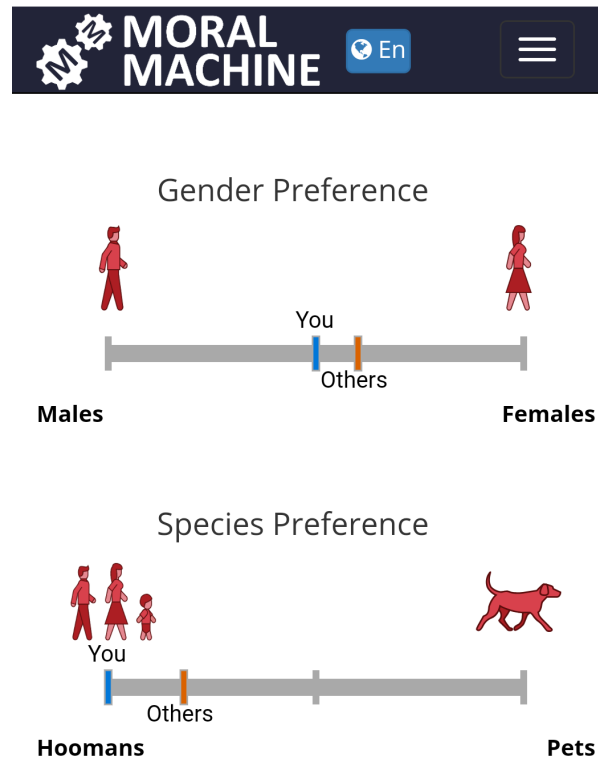 MORAL
MACHINE
M
M
En
Gender Preference
You
Others
Males
Females
Species Preference
You
Others
Hoomans
Pets